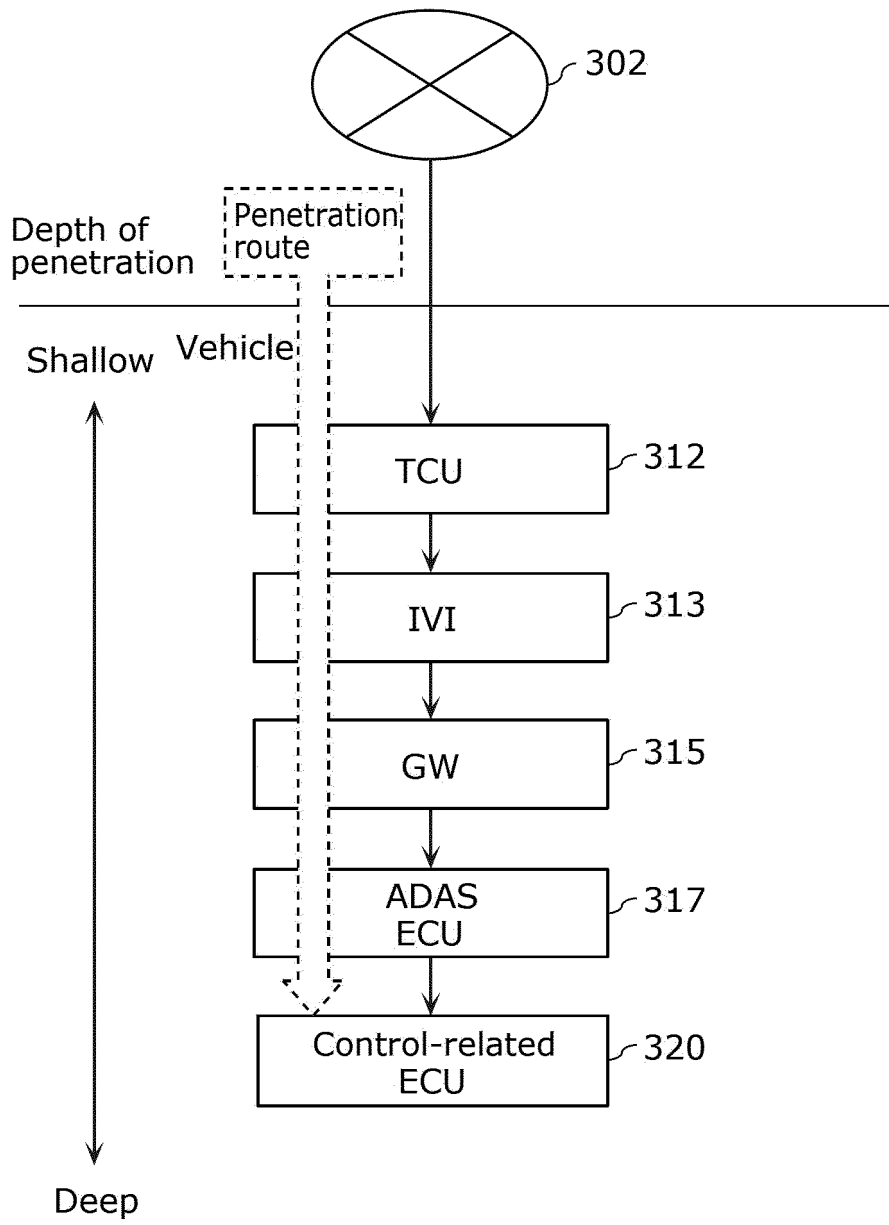 302
Penetration
route
Depth of
penetration
Vehicle
Shallow
TCU
312
IVI
313
GW
315
ADAS
ECU
317
Control-related
ECU
320
Deep